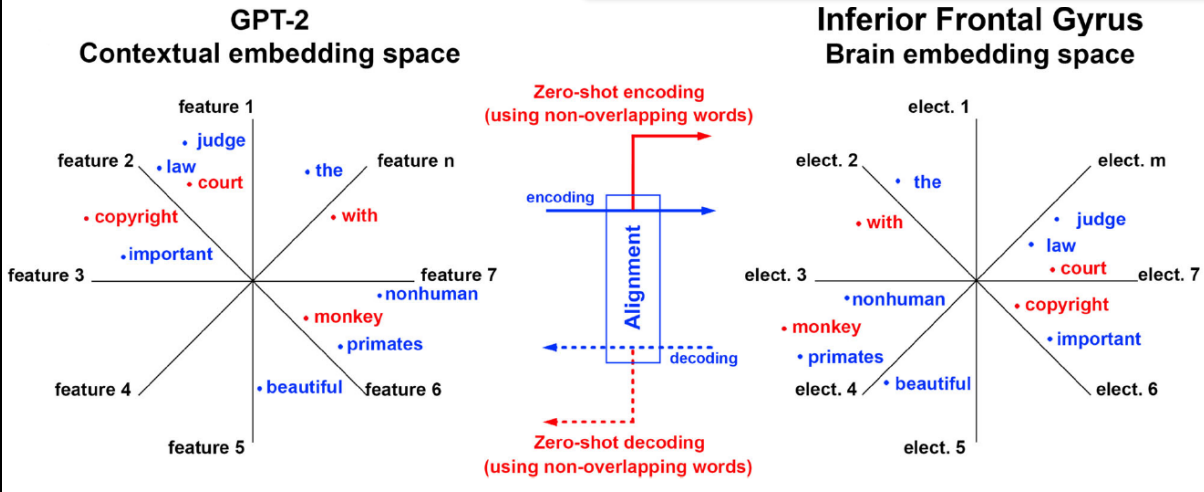 GPT-2
Contextual embedding space
feature 1
judge
feature 2
law
feature n
the
court
copyright
with
important
feature 3
feature 7
nonhuman
monkey
primates
feature 4
beautiful
feature 6
feature 5
Zero-shot encoding
(using non-overlapping words)
encoding
Alignment
decoding
Zero-shot decoding
(using non-overlapping words)
Inferior Frontal Gyrus
Brain embedding space
elect. 1
elect. 2
elect. m
the
with
judge
law
court
elect. 3
elect. 7
nonhuman
copyright
monkey
important
primates
elect. 4
beautiful
elect. 6
elect. 5